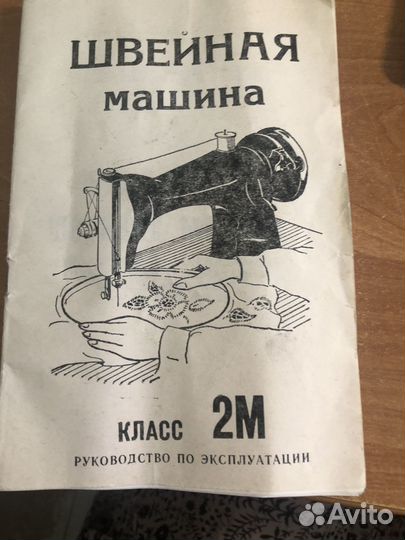 ШВЕЙНАЯ
машина
КЛАСС 2М
РУКОВОДСТВО ПО ЭКСПЛУАТАЦИИ
Avito